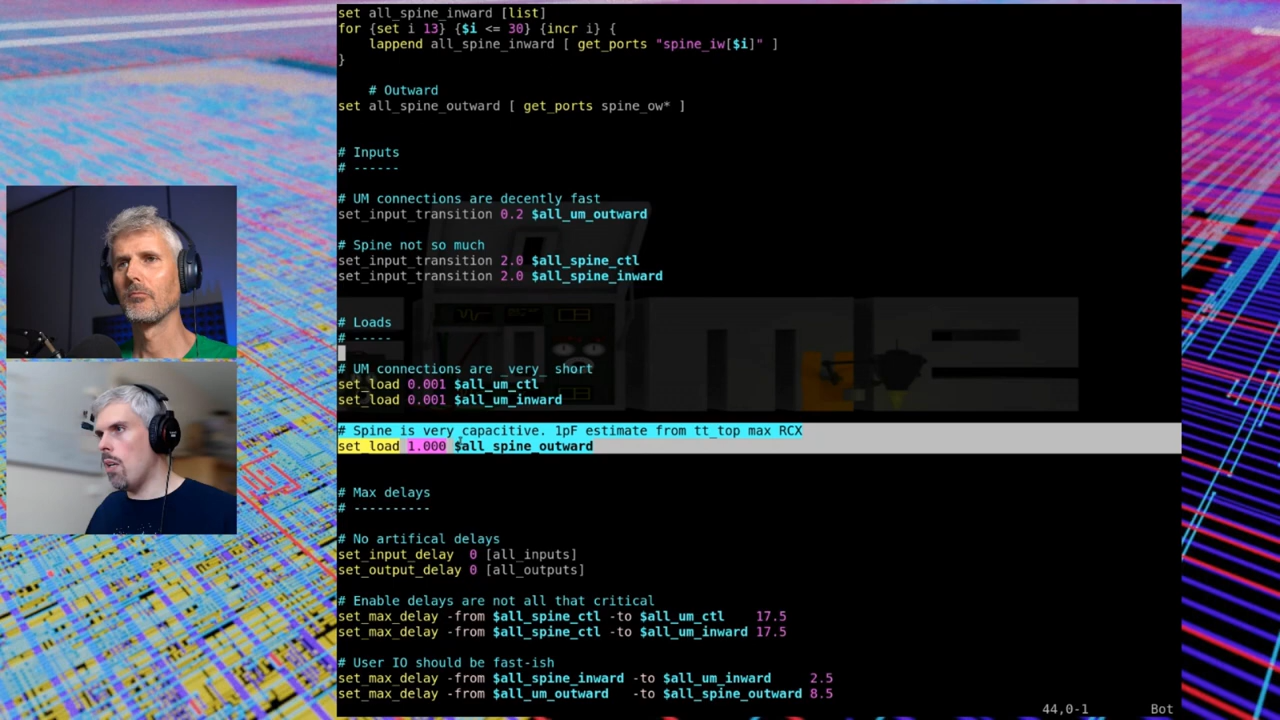 set all_spine_inward [list]
for {set i 13} {$i <= 30} {incr i} {
    lappend all_spine_inward [ get_ports "spine_iw[$i]" ]
}
    # Outward
set all_spine_outward [ get_ports spine_ow* ]
# Inputs
# ------
# UM connections are decently fast
set_input_transition 0.2 $all_um_outward
# Spine not so much
set_input_transition 2.0 $all_spine_ctl
set_input_transition 2.0 $all_spine_inward
# Loads
# -----
# UM connections are _very_ short
set_load 0.001 $all_um_ctl
set_load 0.001 $all_um_inward
# Spine is very capacitive. 1pF estimate from tt_top max RCX
set_load 1.000 $all_spine_outward
# Max delays
# ----------
# No artifical delays
set_input_delay  0 [all_inputs]
set_output_delay 0 [all_outputs]
# Enable delays are not all that critical
set_max_delay -from $all_spine_ctl -to $all_um_ctl    17.5
set_max_delay -from $all_spine_ctl -to $all_um_inward 17.5
# User IO should be fast-ish
set_max_delay -from $all_spine_inward -to $all_um_inward     2.5
set_max_delay -from $all_um_outward   -to $all_spine_outward 8.5
44,0-1        Bot